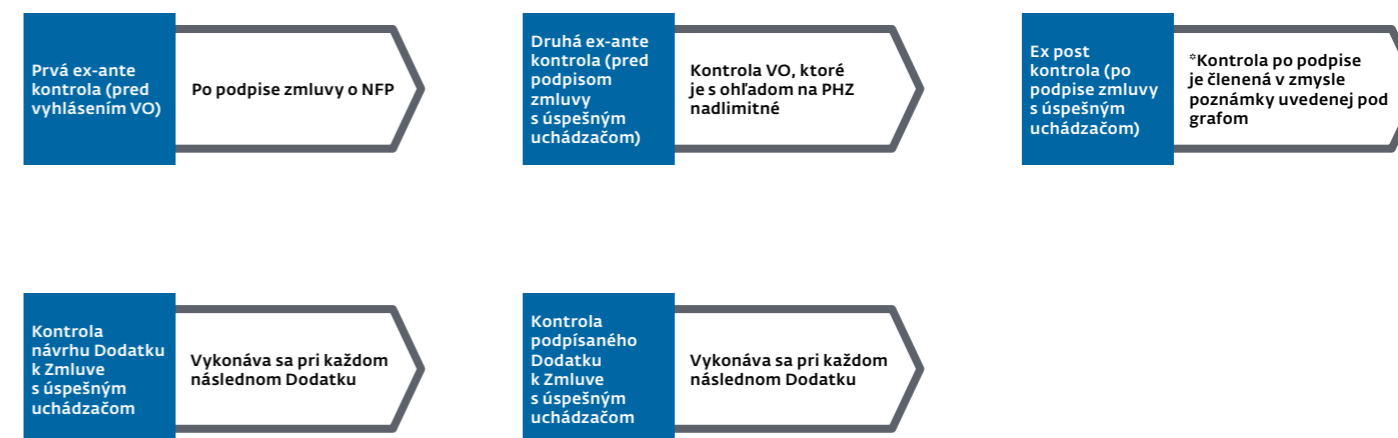 Prvá ex-ante
kontrola (pred
vyhlásením VO)
Po podpise zmluvy o NFP
Druhá ex-ante
kontrola (pred
podpisom
zmluvy
s úspešným
uchádzačom)
Kontrola VO, ktoré
je s ohľadom na PHZ
nadlimitné
Ex post
kontrola (po
podpise zmluvy
s úspešným
uchádzačom)
*Kontrola po podpise
je členená v zmysle
poznámky uvedenej pod
grafom
Kontrola
návrhu Dodatku
k Zmluve
s úspešným
uchádzačom
Vykonáva sa pri každom
následnom Dodatku
Kontrola
podpísaného
Dodatku
k Zmluve
s úspešným
uchádzačom
Vykonáva sa pri každom
následnom Dodatku